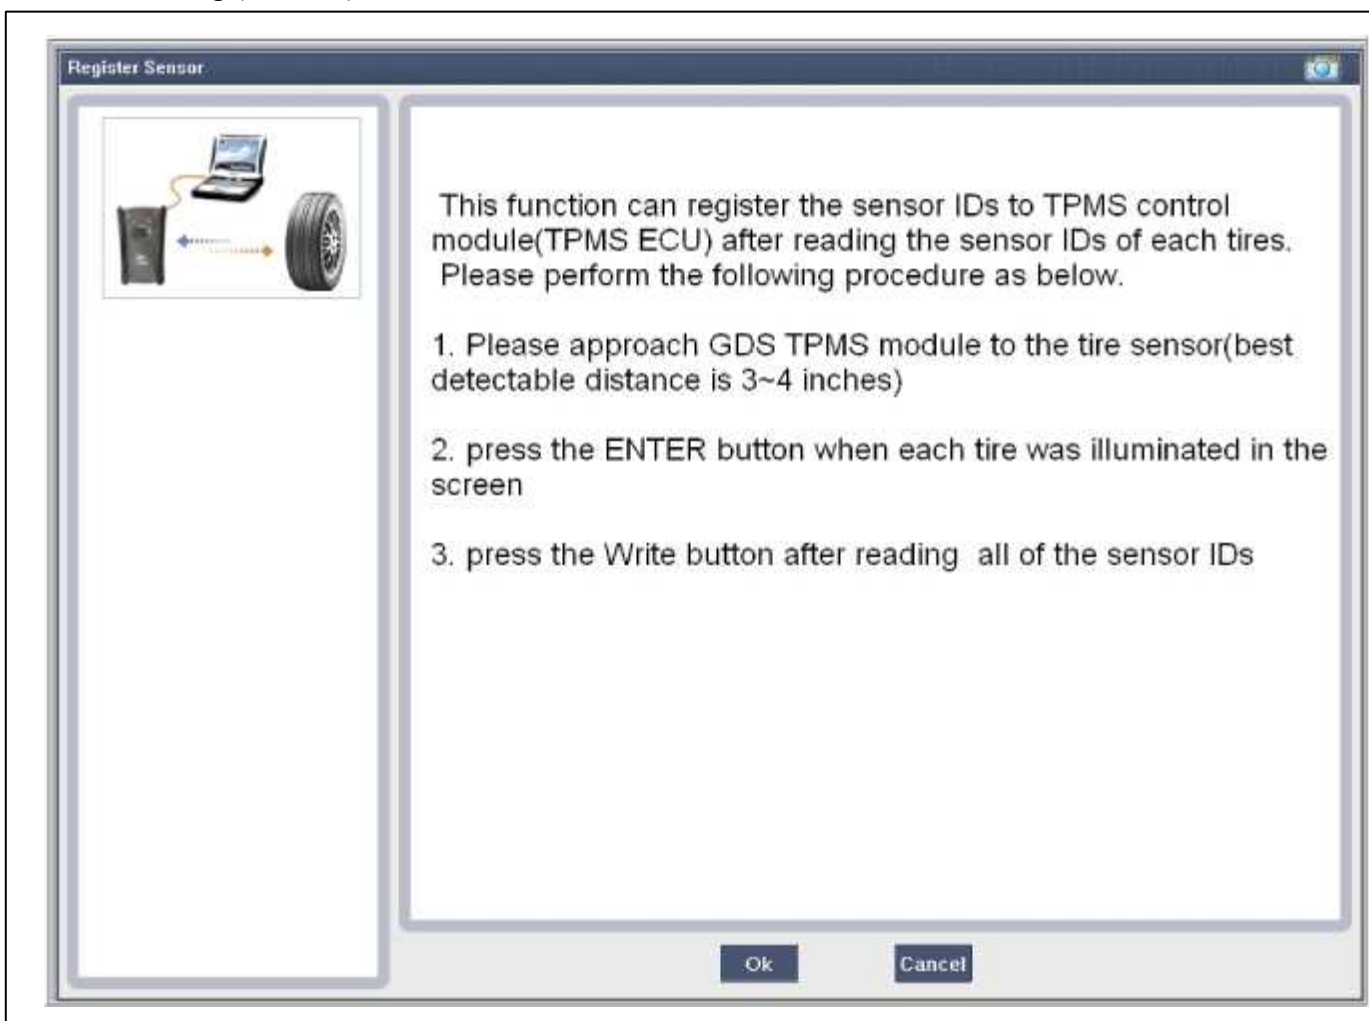 Register Sensor
This function can register the sensor IDs to TPMS control
module(TPMS ECU) after reading the sensor IDs of each tires.
Please perform the following procedure as below.
1. Please approach GDS TPMS module to the tire sensor(best
detectable distance is 3~4 inches)
2. press the ENTER button when each tire was illuminated in the
screen
3. press the Write button after reading all of the sensor IDs
Ok
Cancel